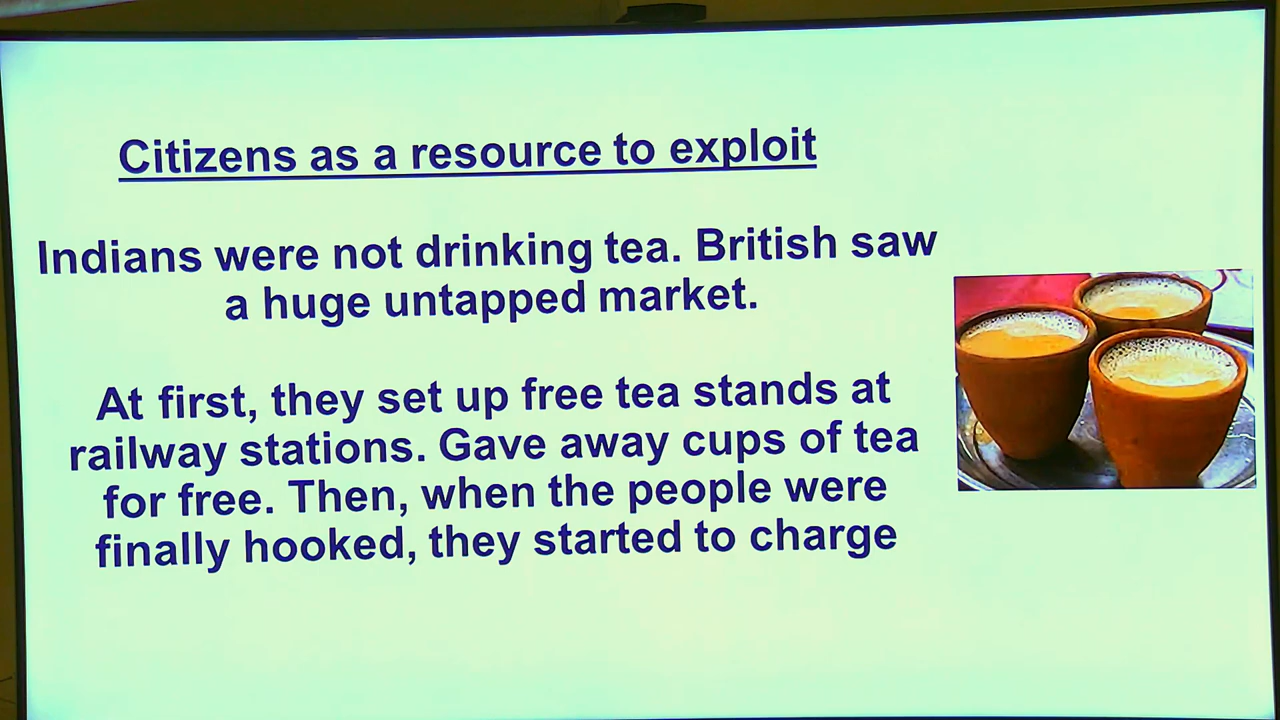 Citizens as a resource to exploit
Indians were not drinking tea. British saw
a huge untapped market.
At first, they set up free tea stands at
railway stations. Gave away cups of tea
for free. Then, when the people were
finally hooked, they started to charge